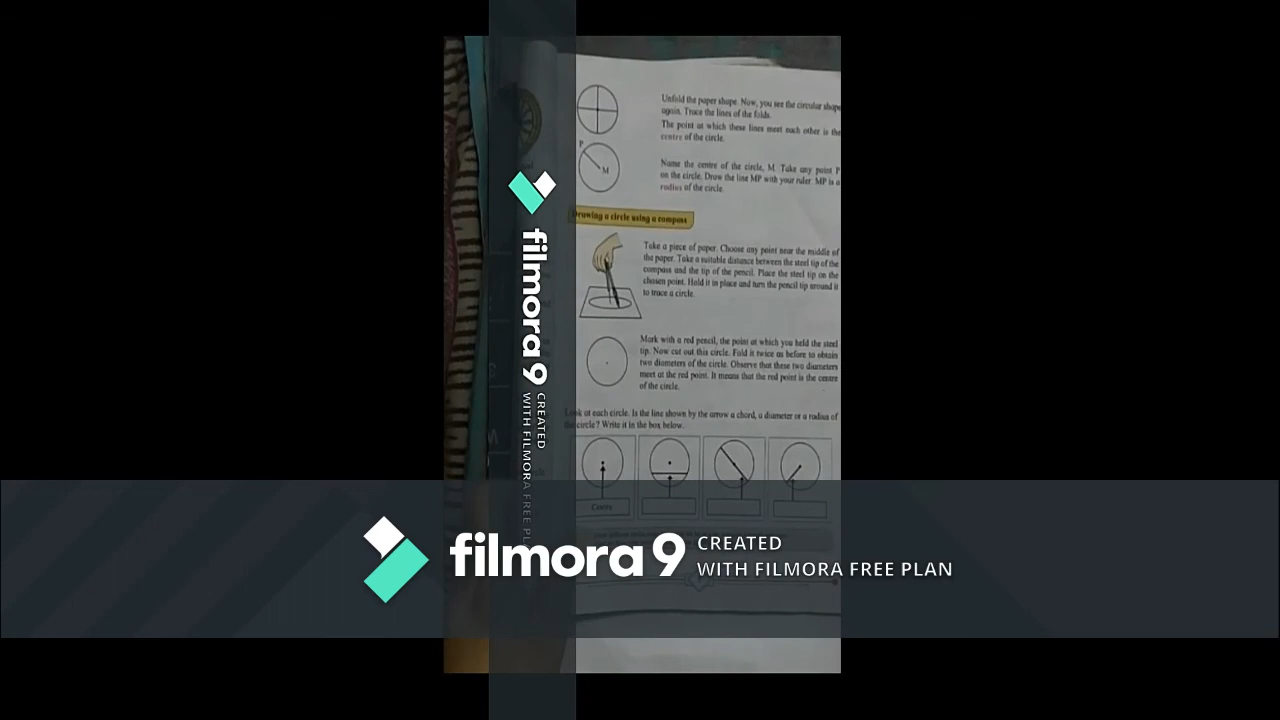 Unfold the paper shape. Now, you see the circular shape
again. Trace the lines of the folds.
The point at which these lines meet each other is the
centre of the circle.
P
M
Name the centre of the circle, M. Take any point P
on the circle. Draw the line MP with your ruler. MP is a
radius of the circle.
Drawing a circle using a compass
Take a piece of paper. Choose any point near the middle of
the paper. Take a suitable distance between the steel tip of the
compass and the tip of the pencil. Place the steel tip on the
chosen point. Hold it in place and turn the pencil tip around it
to trace a circle.
Mark with a red pencil, the point at which you held the steel
tip. Now cut out this circle. Fold it twice as before to obtain
two diameters of the circle. Observe that these two diameters
meet at the red point. It means that the red point is the centre
of the circle.
Look at each circle. Is the line shown by the arrow a chord, a diameter or a radius of
circle? Write it in the box below.
Centre
filmora 9
CREATED
WITH FILMORA FREE PL
filmora 9
CREATED
WITH FILMORA FREE PLAN